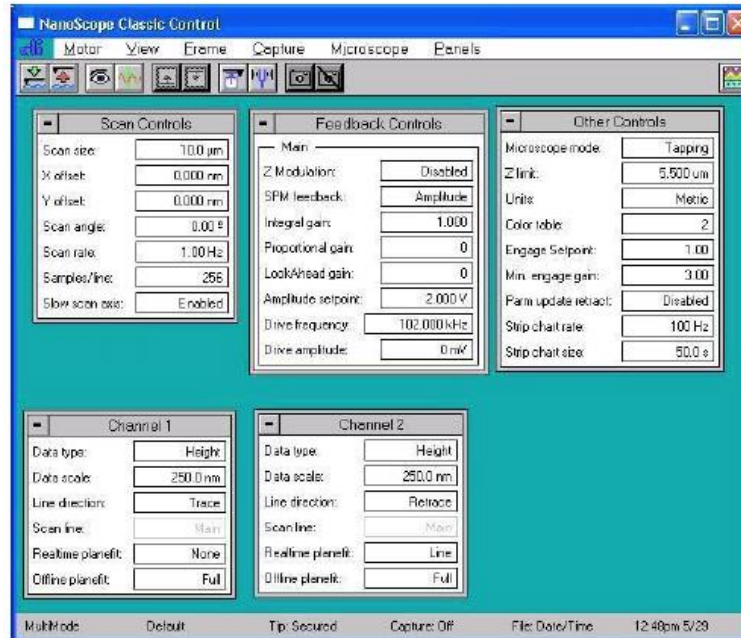 NanoScope Classic Control
Motor View Frame Capture Microscope Panels
Scan Controls
Scan size: 10.0 µm
X offset: 0.000 nm
Y offset: 0.000 nm
Scan angle: 0.00 º
Scan rate: 1.00 Hz
Samples/line: 256
Slow scan axis: Enabled
Feedback Controls
Main
Z Modulation: Disabled
SPM feedback: Amplitude
Integral gain: 1.000
Proportional gain: 0
LookAhead gain: 0
Amplitude setpoint: 2.000 V
Drive frequency: 102.000 kHz
Drive amplitude: 0 mV
Other Controls
Microscope mode: Tapping
Z limit: 5.500 um
Units: Metric
Color table: 2
Engage Setpoint: 1.00
Min. engage gain: 3.00
Parm update retract: Disabled
Strip chart rate: 100 Hz
Strip chart size: 50.0 s
Channel 1
Data type: Height
Data scale: 250.0 nm
Line direction: Trace
Scan line: Main
Realtime planefit: None
Offline planefit: Full
Channel 2
Data type: Height
Data scale: 250.0 nm
Line direction: Retrace
Scan line: Main
Realtime planefit: Line
Offline planefit: Full
MultiMode Default Tip: Secured Capture: Off File: Date/Time 12:48pm 5/29